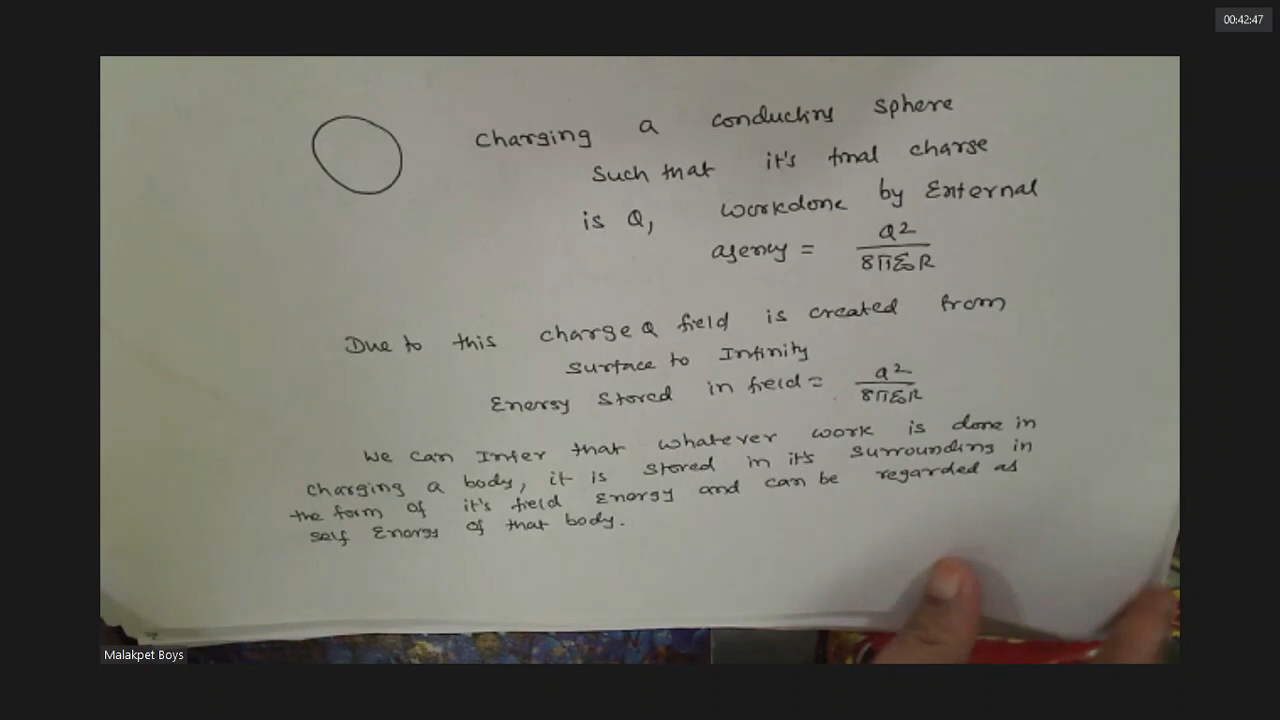 00:42:47
Charging a conducting sphere
such that it's final charge
is Q, workdone by External
agency = Q²/8πε₀R
Due to this charge Q field is created from
surface to Infinity
Energy stored in field = Q²/8πε₀R
We can Infer that whatever work is done in
charging a body, it is stored in it's surrounding in
the form of it's field Energy and can be regarded as
self Energy of that body.
Malakpet Boys